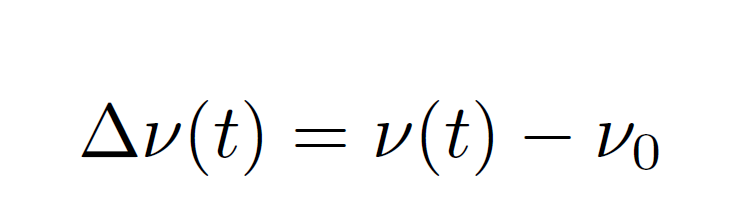 Δν(t) = ν(t) − ν₀